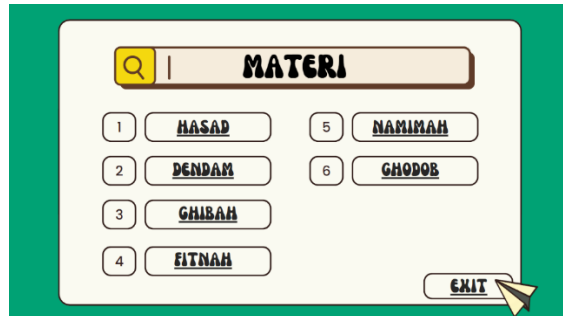 MATERI
1 HASAD
2 DENDAM
3 GHIBAH
4 FITNAH
5 NAMIMAH
6 GHODOB
EXIT